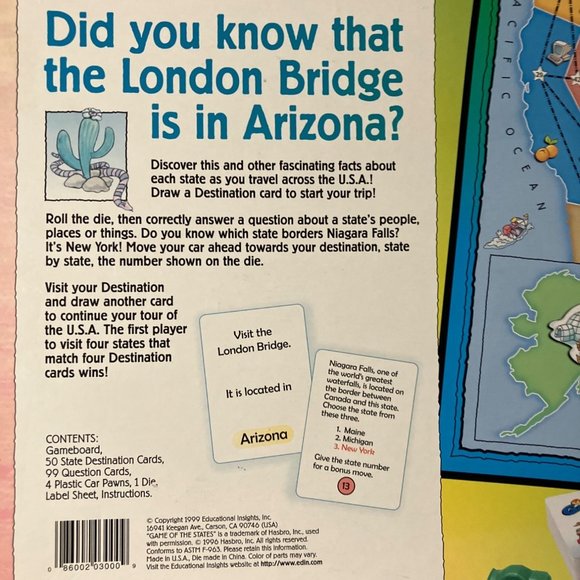 Did you know that
the London Bridge
is in Arizona?
Discover this and other fascinating facts about
each state as you travel across the U.S.A.!
Draw a Destination card to start your trip!
Roll the die, then correctly answer a question about a state's people,
places or things. Do you know which state borders Niagara Falls?
It's New York! Move your car ahead towards your destination, state
by state, the number shown on the die.
Visit your Destination
and draw another card
to continue your tour of
the U.S.A. The first player
to visit four states that
match four Destination
cards wins!
Visit the
London Bridge.
It is located in
Arizona
Niagara Falls, one of
the world's greatest
waterfalls, is located on
the border between
Canada and this state.
Choose the state from
these three.
1. Maine
2. Michigan
3. New York
Give the state number
for a bonus move.
13
CONTENTS:
Gameboard,
50 State Destination Cards,
99 Question Cards,
4 Plastic Car Pawns, 1 Die,
Label Sheet, Instructions.
0 86002 03000 9
© Copyright 1999 Educational Insights, Inc.
16941 Keegan Ave., Carson, CA 90746 (USA)
"GAME OF THE STATES" is a trademark of Hasbro, Inc., used
with permission. © 1996 Hasbro, Inc. All rights reserved.
Conforms to ASTM F-963. Please retain this information.
Made in U.S.A., Die made in China. Color of parts may vary.
Visit the Educational Insights website at http://www.edin.com
PACIFIC OCEAN